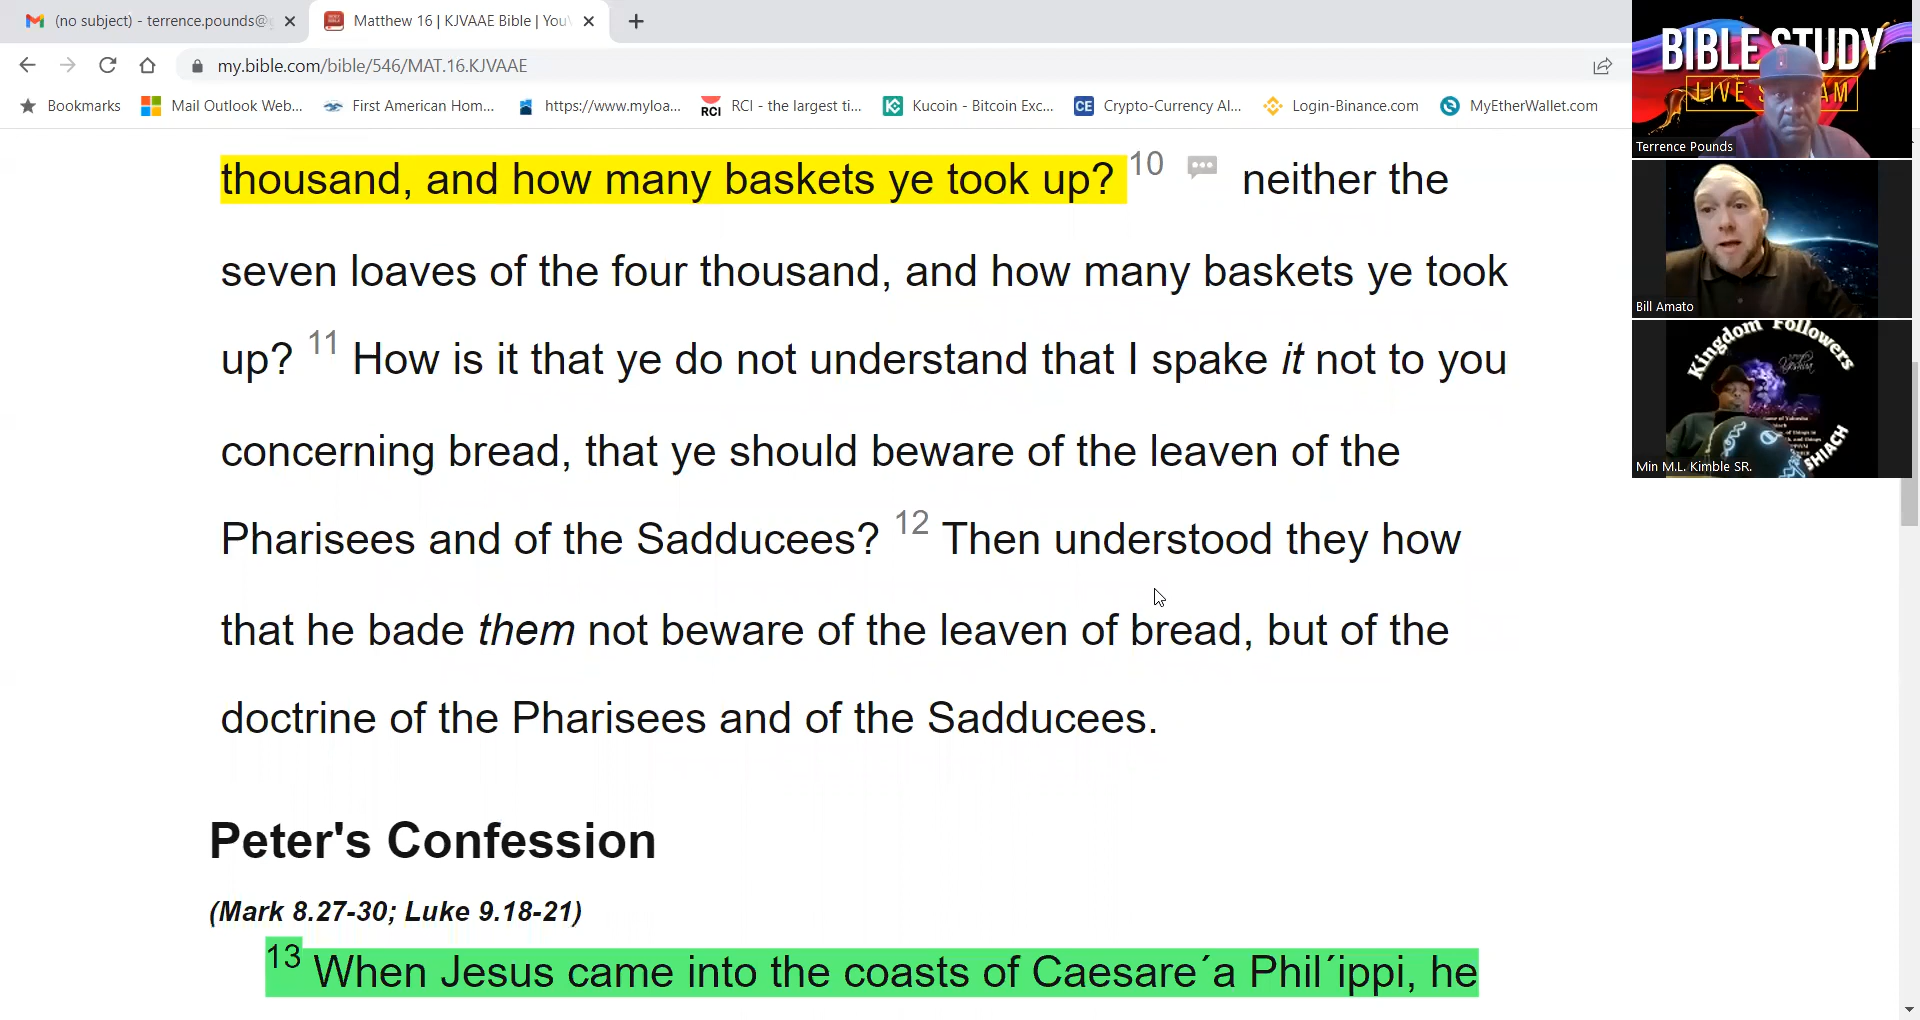 (no subject) - terrence.pounds@
Matthew 16 | KJVAAE Bible | You
my.bible.com/bible/546/MAT.16.KJVAAE
Bookmarks
Mail Outlook Web...
First American Hom...
https://www.myloa...
RCI
RCI - the largest ti...
Kucoin - Bitcoin Exc...
CE
Crypto-Currency Al...
Login-Binance.com
MyEtherWallet.com
thousand, and how many baskets ye took up? 10 neither the
seven loaves of the four thousand, and how many baskets ye took
up? 11 How is it that ye do not understand that I spake it not to you
concerning bread, that ye should beware of the leaven of the
Pharisees and of the Sadducees? 12 Then understood they how
that he bade them not beware of the leaven of bread, but of the
doctrine of the Pharisees and of the Sadducees.
Peter's Confession
(Mark 8.27-30; Luke 9.18-21)
13 When Jesus came into the coasts of Caesare´a Phil´ippi, he
BIBLE STUDY
LIVE S AM
Terrence Pounds
Bill Amato
Kingdom Followers
SHIACH
Min M.L. Kimble SR.